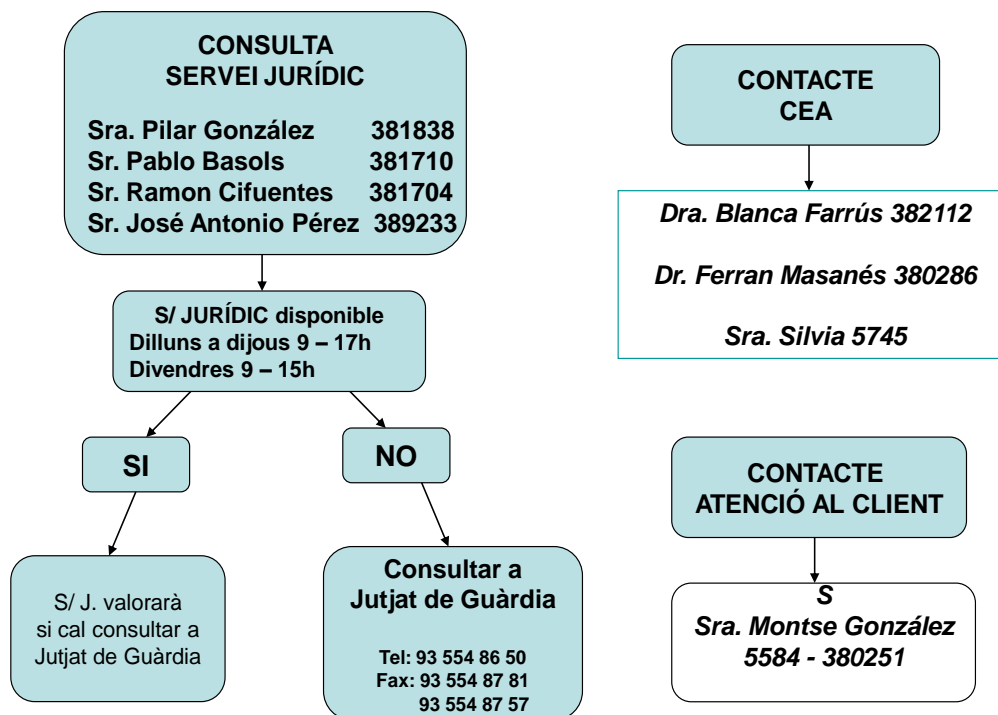 CONSULTA
SERVEI JURÍDIC
Sra. Pilar González 381838
Sr. Pablo Basols 381710
Sr. Ramon Cifuentes 381704
Sr. José Antonio Pérez 389233
S/ JURÍDIC disponible
Dilluns a dijous 9 – 17h
Divendres 9 – 15h
SI
NO
S/ J. valorarà
si cal consultar a
Jutjat de Guàrdia
Consultar a
Jutjat de Guàrdia
Tel: 93 554 86 50
Fax: 93 554 87 81
93 554 87 57
CONTACTE
CEA
Dra. Blanca Farrús 382112
Dr. Ferran Masanés 380286
Sra. Silvia 5745
CONTACTE
ATENCIÓ AL CLIENT
S
Sra. Montse González
5584 - 380251